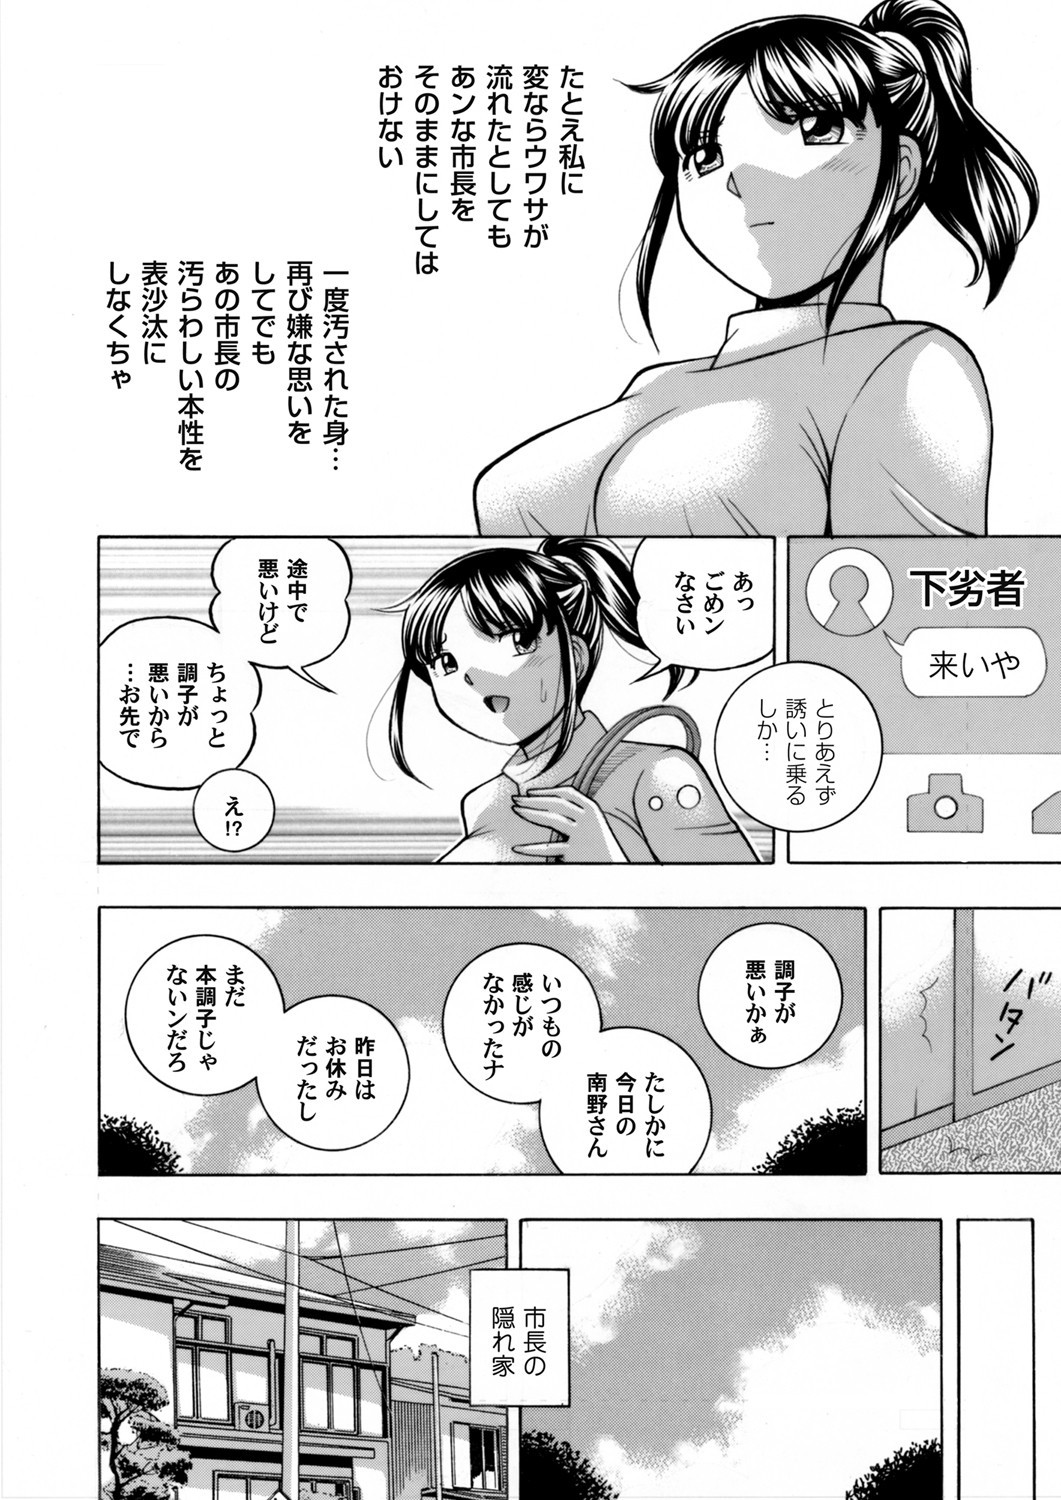 たとえ私に
変ならウワサが
流れたとしても
あンな市長を
そのままにしては
おけない
一度汚された身…
再び嫌な思いを
してでも
あの市長の
汚らわしい本性を
表沙汰に
しなくちゃ
下劣者
来いや
とりあえず
誘いに乗る
しか…
あっ
ごめン
なさい
途中で
悪いけど
ちょっと
調子が
悪いから
…お先で
え!?
バタン
調子が
悪いかぁ
たしかに
今日の
南野さん
いつもの
感じが
なかったナ
昨日は
お休み
だったし
まだ
本調子じゃ
ないンだろ
市長の
隠れ家